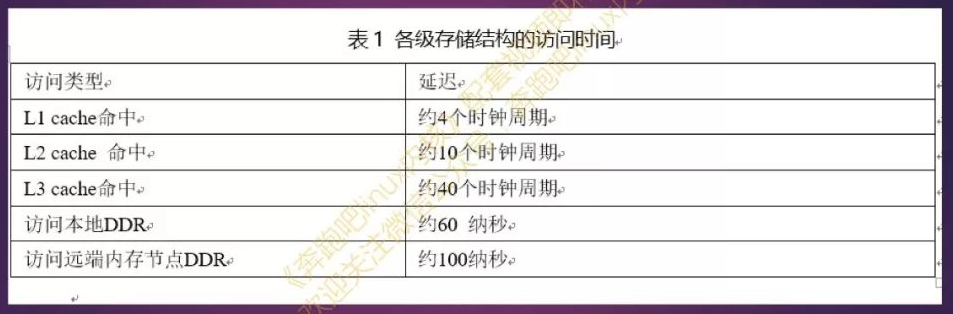 表1 各级存储结构的访问时间
访问类型 延迟
L1 cache命中 约4个时钟周期
L2 cache 命中 约10个时钟周期
L3 cache命中 约40个时钟周期
访问本地DDR 约60 纳秒
访问远端内存节点DDR 约100纳秒
《奔跑吧linux内核》配套视频即
欢迎关注微信公众号：奔跑吧linux内